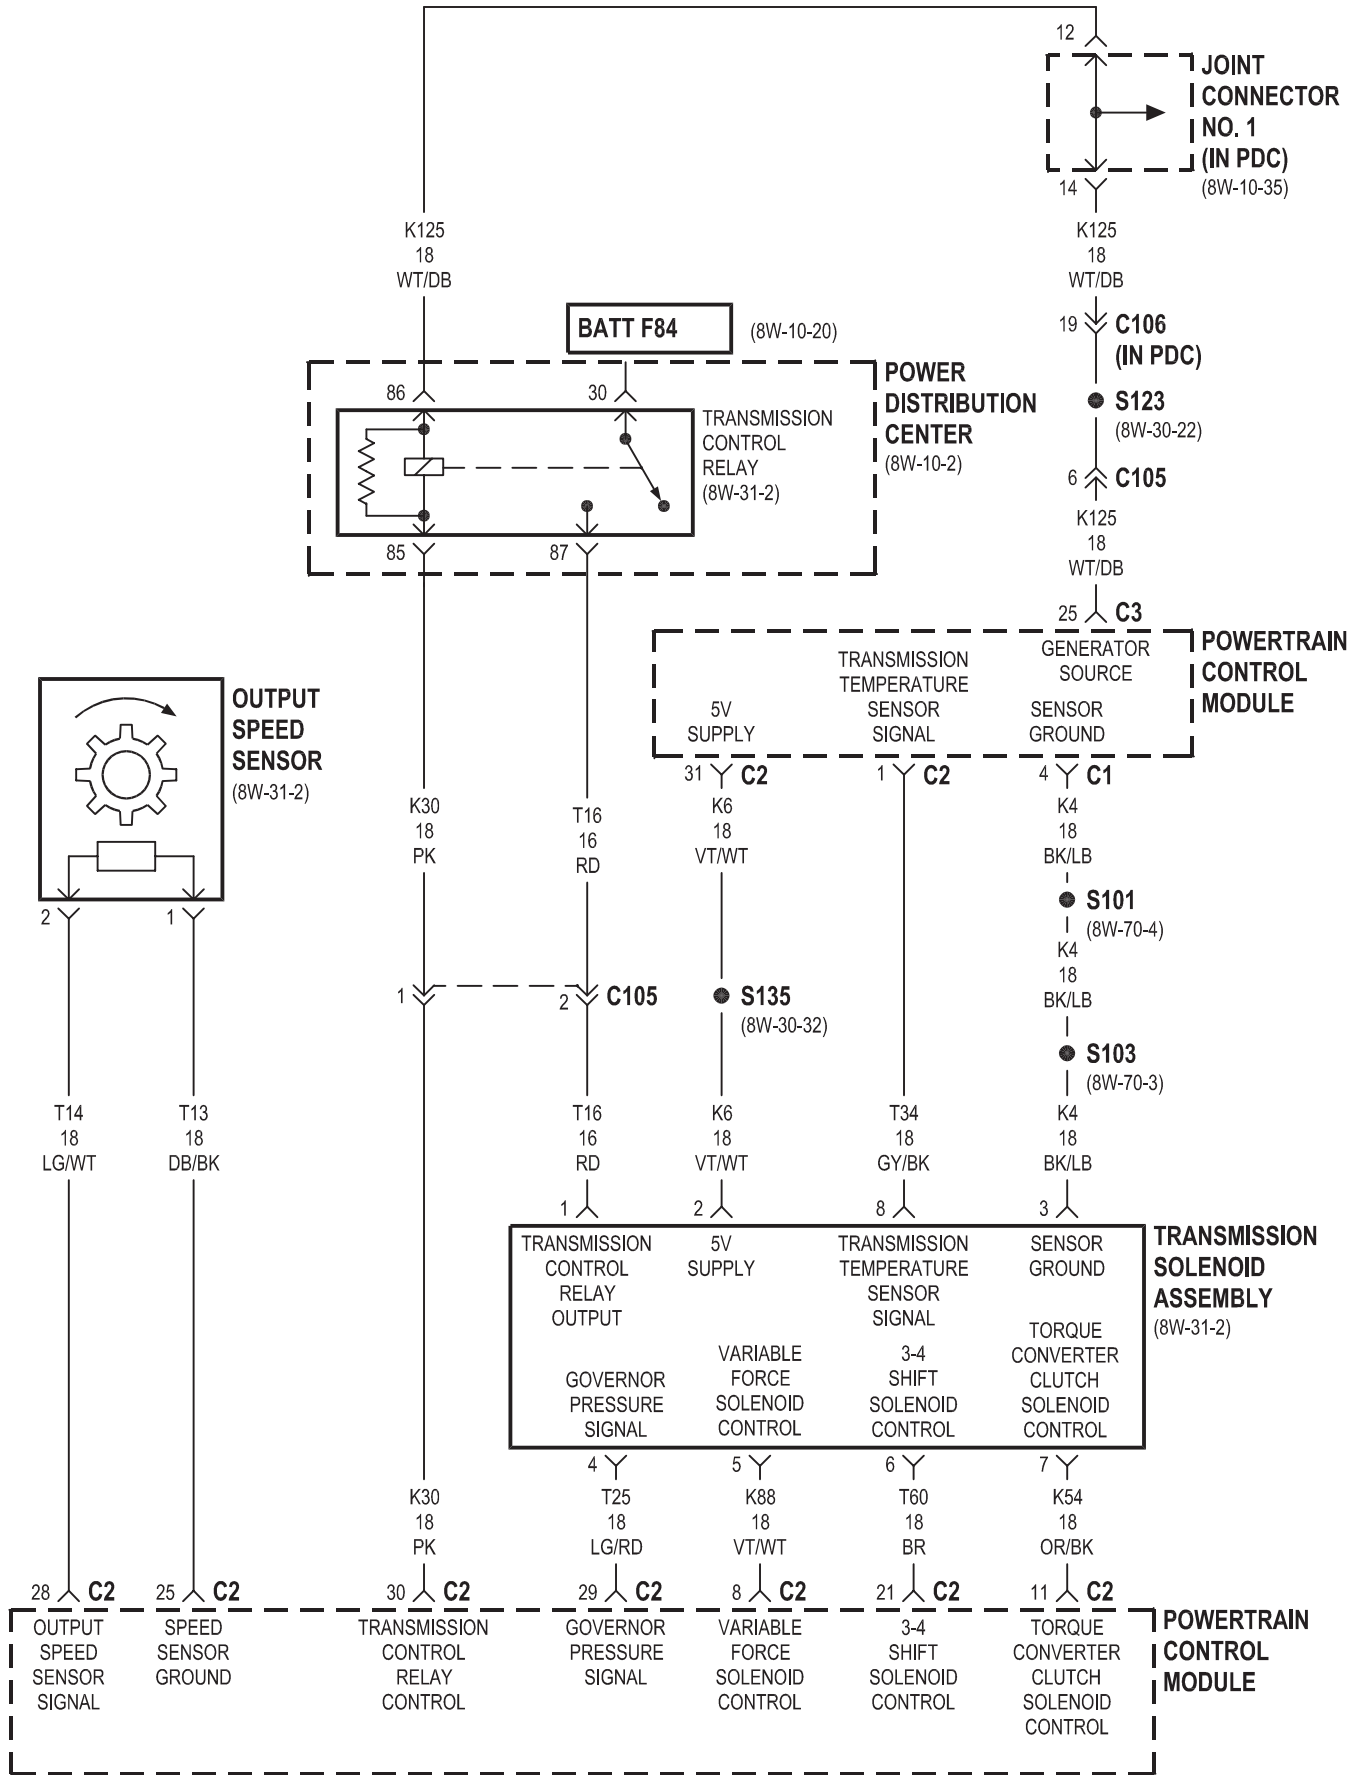 12
JOINT
CONNECTOR
NO. 1
(IN PDC)
(8W-10-35)
14
K125
18
WT/DB
K125
18
WT/DB
19
C106
(IN PDC)
BATT F84
(8W-10-20)
POWER
DISTRIBUTION
CENTER
(8W-10-2)
86
30
TRANSMISSION
CONTROL
RELAY
(8W-31-2)
85
87
S123
(8W-30-22)
6
C105
K125
18
WT/DB
25
C3
POWERTRAIN
CONTROL
MODULE
GENERATOR
SOURCE
TRANSMISSION
TEMPERATURE
SENSOR
SIGNAL
5V
SUPPLY
SENSOR
GROUND
OUTPUT
SPEED
SENSOR
(8W-31-2)
31
C2
1
C2
4
C1
K30
18
PK
T16
16
RD
K6
18
VT/WT
K4
18
BK/LB
2
1
S101
(8W-70-4)
K4
18
BK/LB
1
2
C105
S135
(8W-30-32)
S103
(8W-70-3)
T14
18
LG/WT
T13
18
DB/BK
T16
16
RD
K6
18
VT/WT
T34
18
GY/BK
K4
18
BK/LB
1
2
8
3
TRANSMISSION
SOLENOID
ASSEMBLY
(8W-31-2)
TRANSMISSION
CONTROL
RELAY
OUTPUT
5V
SUPPLY
TRANSMISSION
TEMPERATURE
SENSOR
SIGNAL
SENSOR
GROUND
GOVERNOR
PRESSURE
SIGNAL
VARIABLE
FORCE
SOLENOID
CONTROL
3-4
SHIFT
SOLENOID
CONTROL
TORQUE
CONVERTER
CLUTCH
SOLENOID
CONTROL
4
5
6
7
K30
18
PK
T25
18
LG/RD
K88
18
VT/WT
T60
18
BR
K54
18
OR/BK
28
C2
25
C2
30
C2
29
C2
8
C2
21
C2
11
C2
OUTPUT
SPEED
SENSOR
SIGNAL
SPEED
SENSOR
GROUND
TRANSMISSION
CONTROL
RELAY
CONTROL
GOVERNOR
PRESSURE
SIGNAL
VARIABLE
FORCE
SOLENOID
CONTROL
3-4
SHIFT
SOLENOID
CONTROL
TORQUE
CONVERTER
CLUTCH
SOLENOID
CONTROL
POWERTRAIN
CONTROL
MODULE